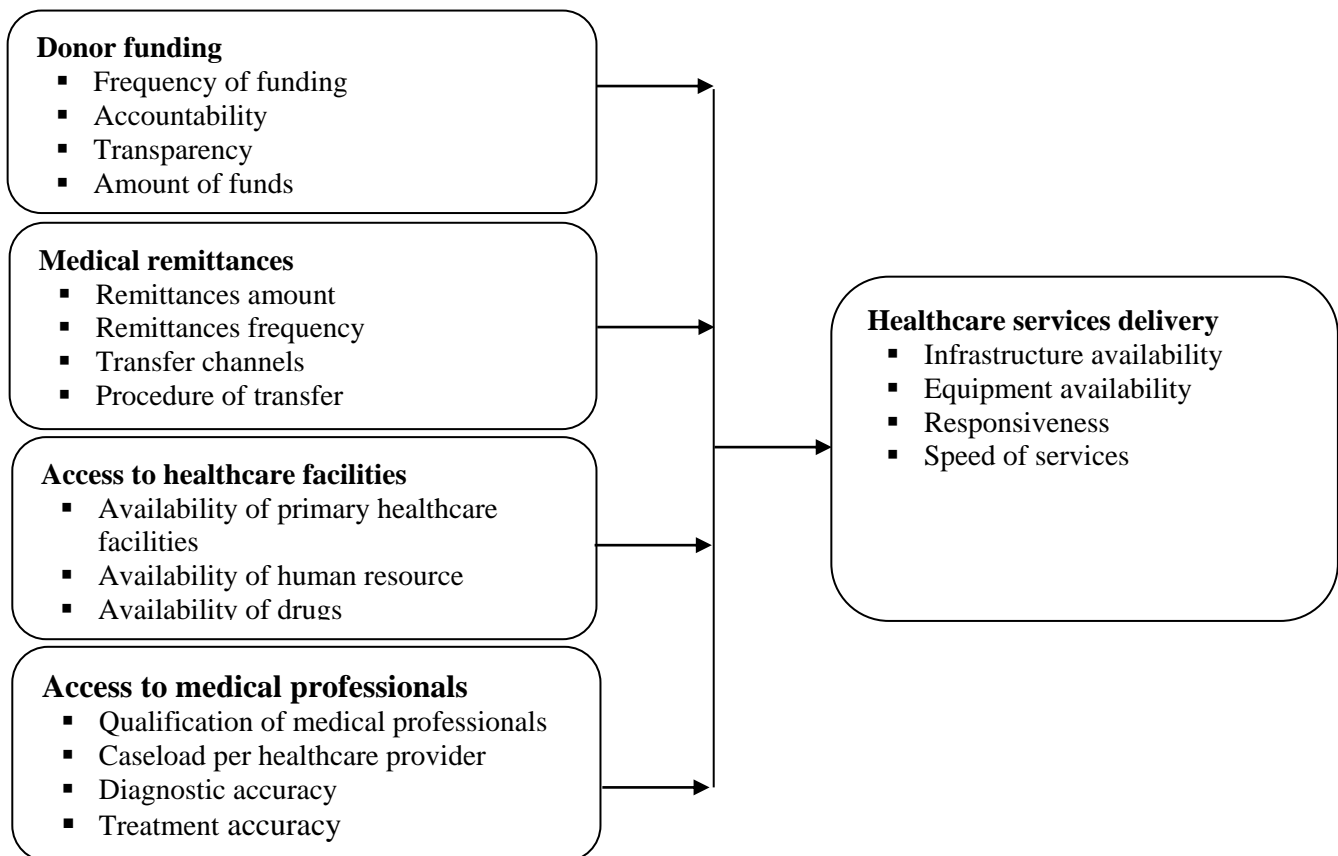 Donor funding
▪ Frequency of funding
▪ Accountability
▪ Transparency
▪ Amount of funds
Medical remittances
▪ Remittances amount
▪ Remittances frequency
▪ Transfer channels
▪ Procedure of transfer
Access to healthcare facilities
▪ Availability of primary healthcare
facilities
▪ Availability of human resource
▪ Availability of drugs
Access to medical professionals
▪ Qualification of medical professionals
▪ Caseload per healthcare provider
▪ Diagnostic accuracy
▪ Treatment accuracy
Healthcare services delivery
▪ Infrastructure availability
▪ Equipment availability
▪ Responsiveness
▪ Speed of services